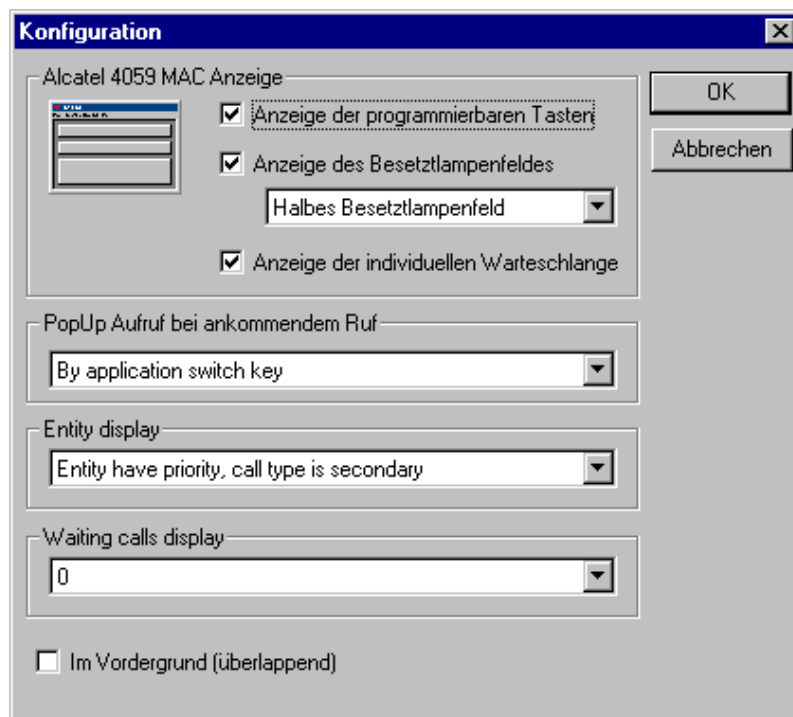 Konfiguration
Alcatel 4059 MAC Anzeige
Anzeige der programmierbaren Tasten
OK
Anzeige des Besetztlampenfeldes
Abbrechen
Halbes Besetztlampenfeld
Anzeige der individuellen Warteschlange
PopUp Aufruf bei ankommendem Ruf
By application switch key
Entity display
Entity have priority, call type is secondary
Waiting calls display
0
Im Vordergrund (überlappend)